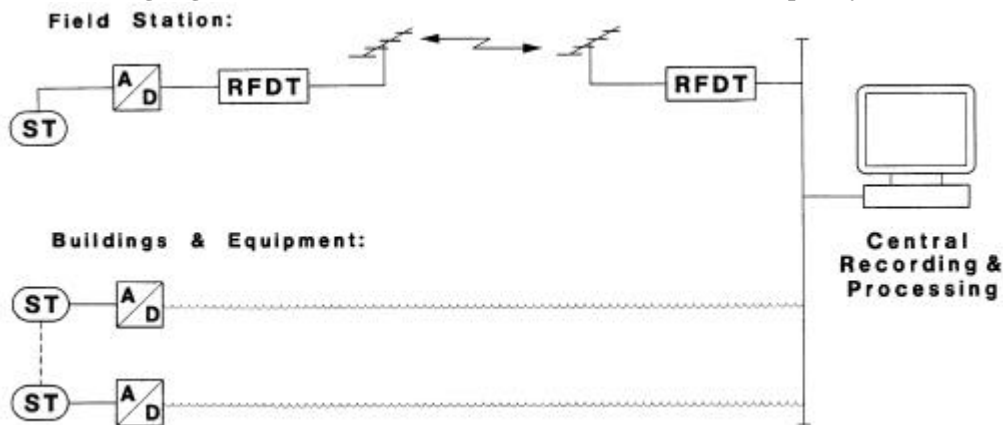 Field Station:
A/D
RFDT
RFDT
ST
Buildings & Equipment:
Central
Recording &
Processing
ST
A/D
ST
A/D